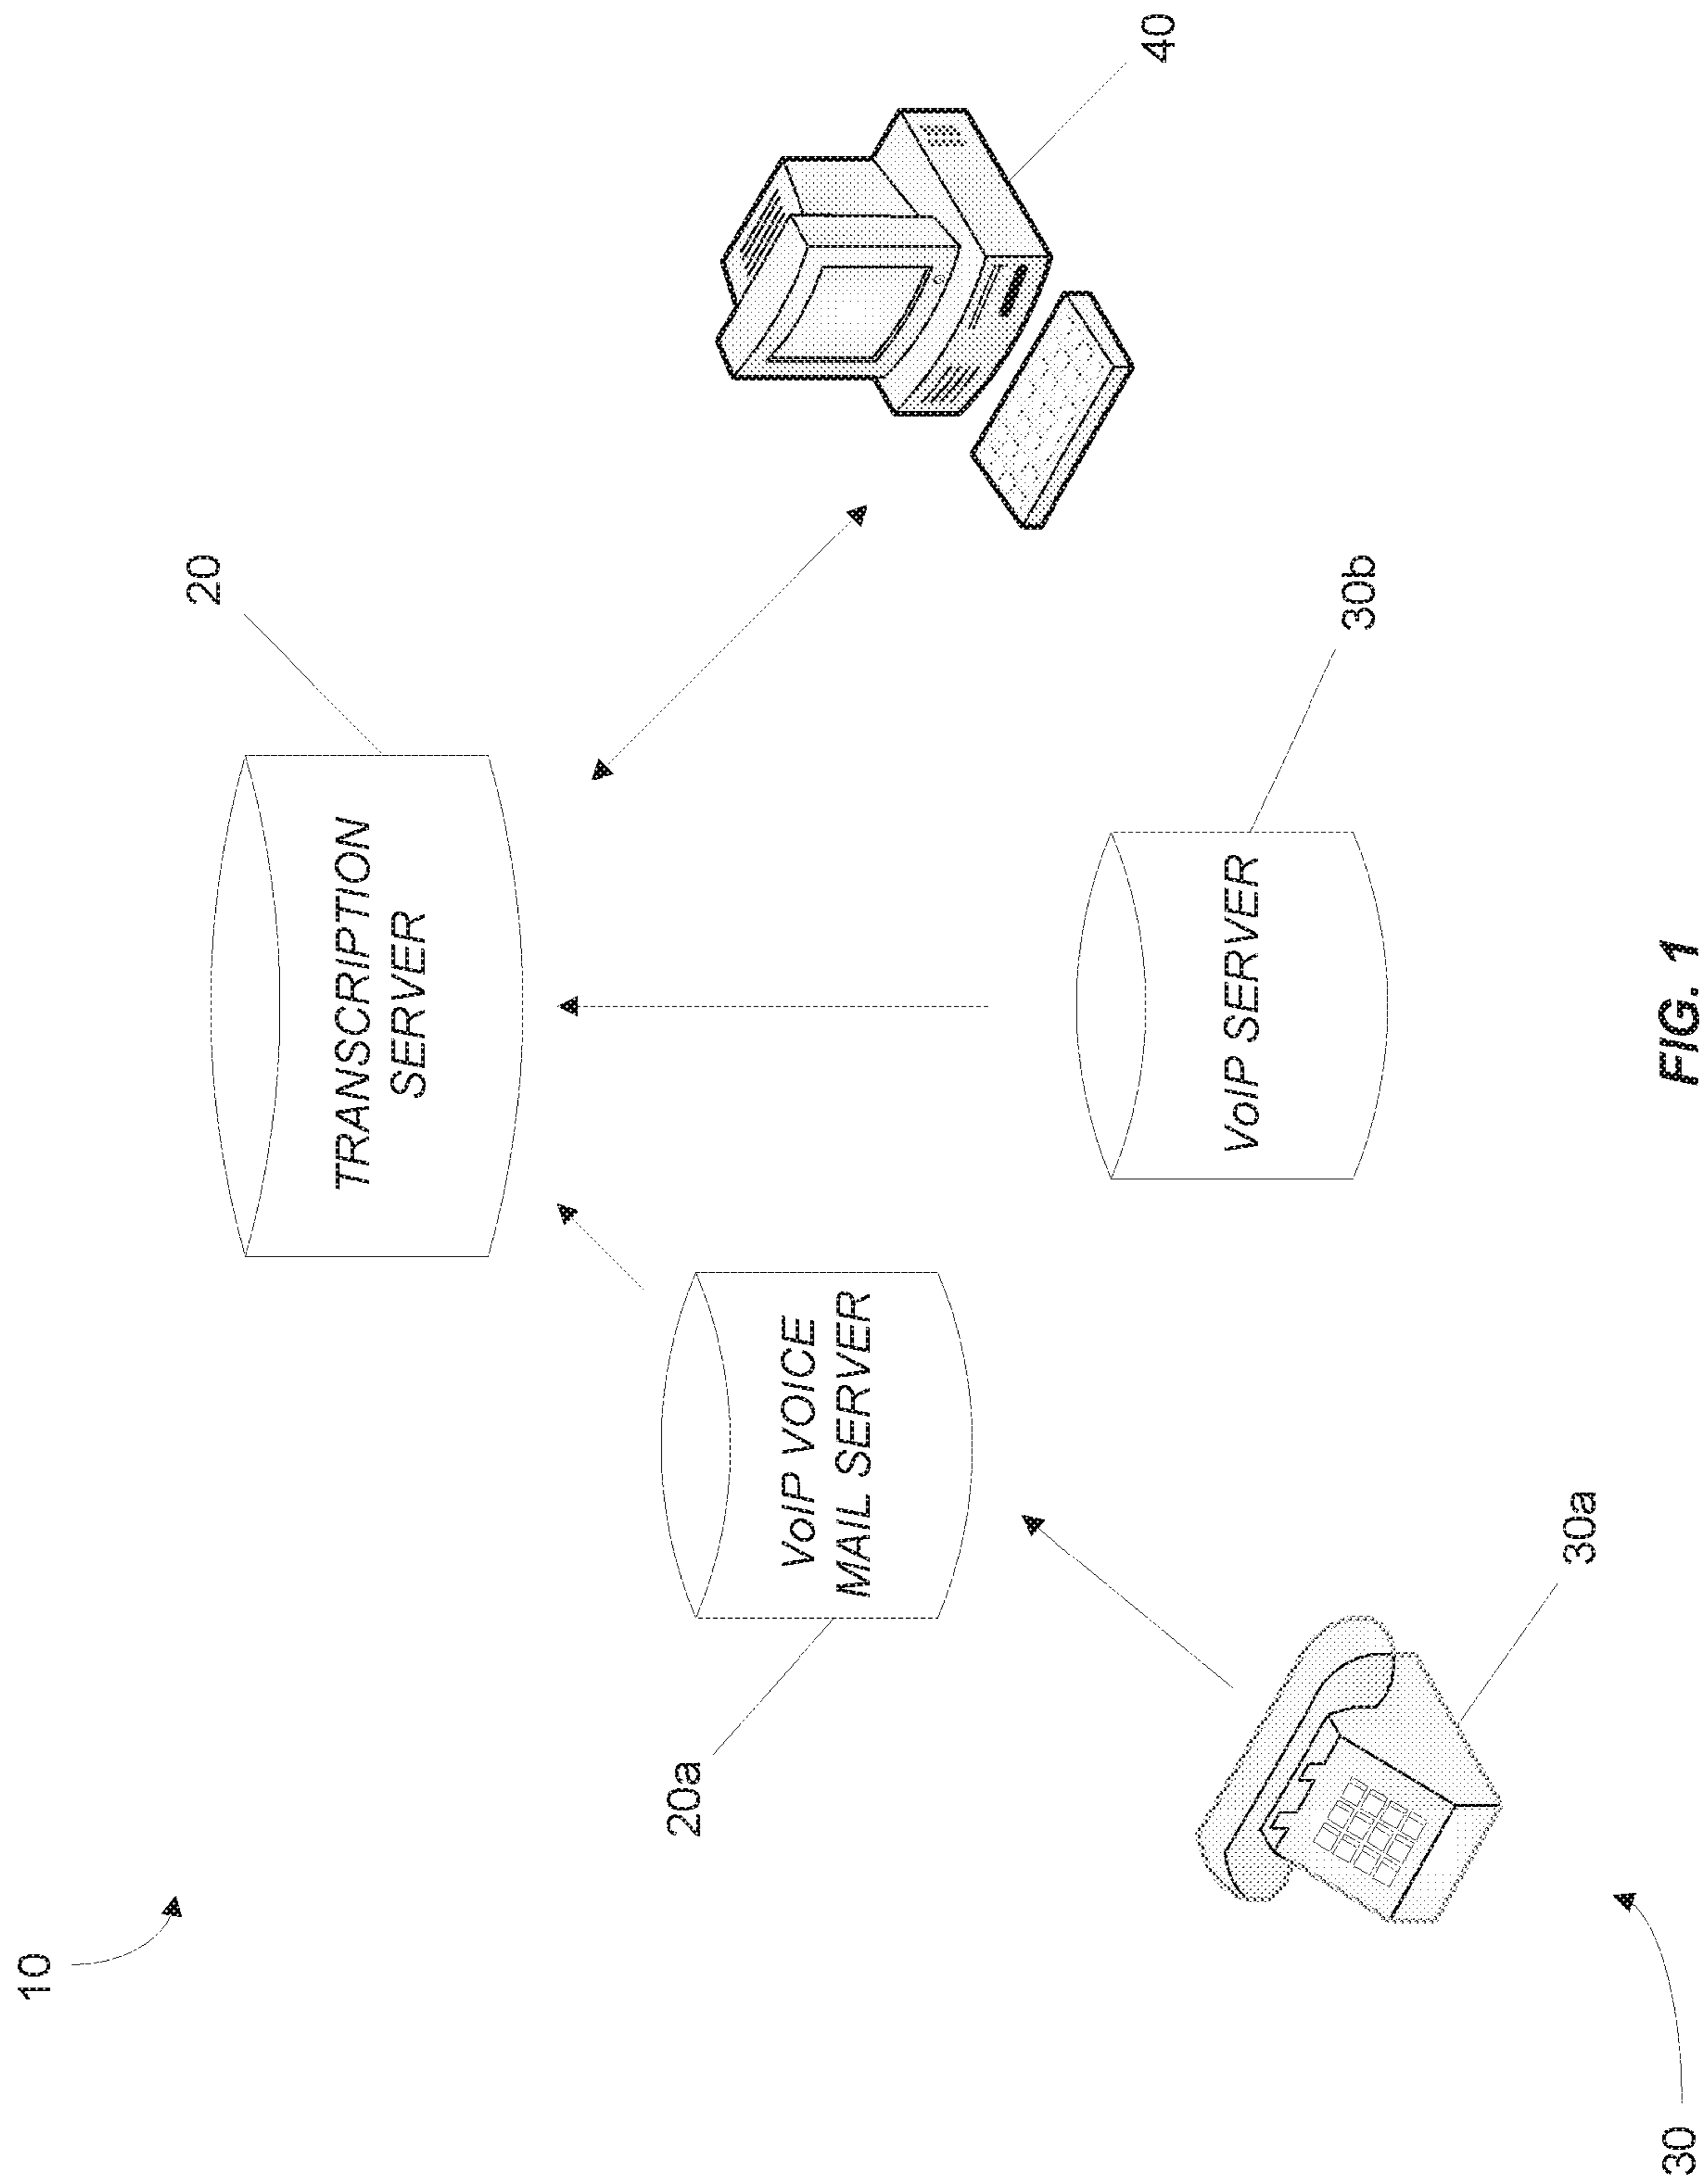 10
20
TRANSCRIPTION
SERVER
40
20a
VoIP VOICE
MAIL SERVER
VoIP SERVER
30b
30a
30
FIG. 1